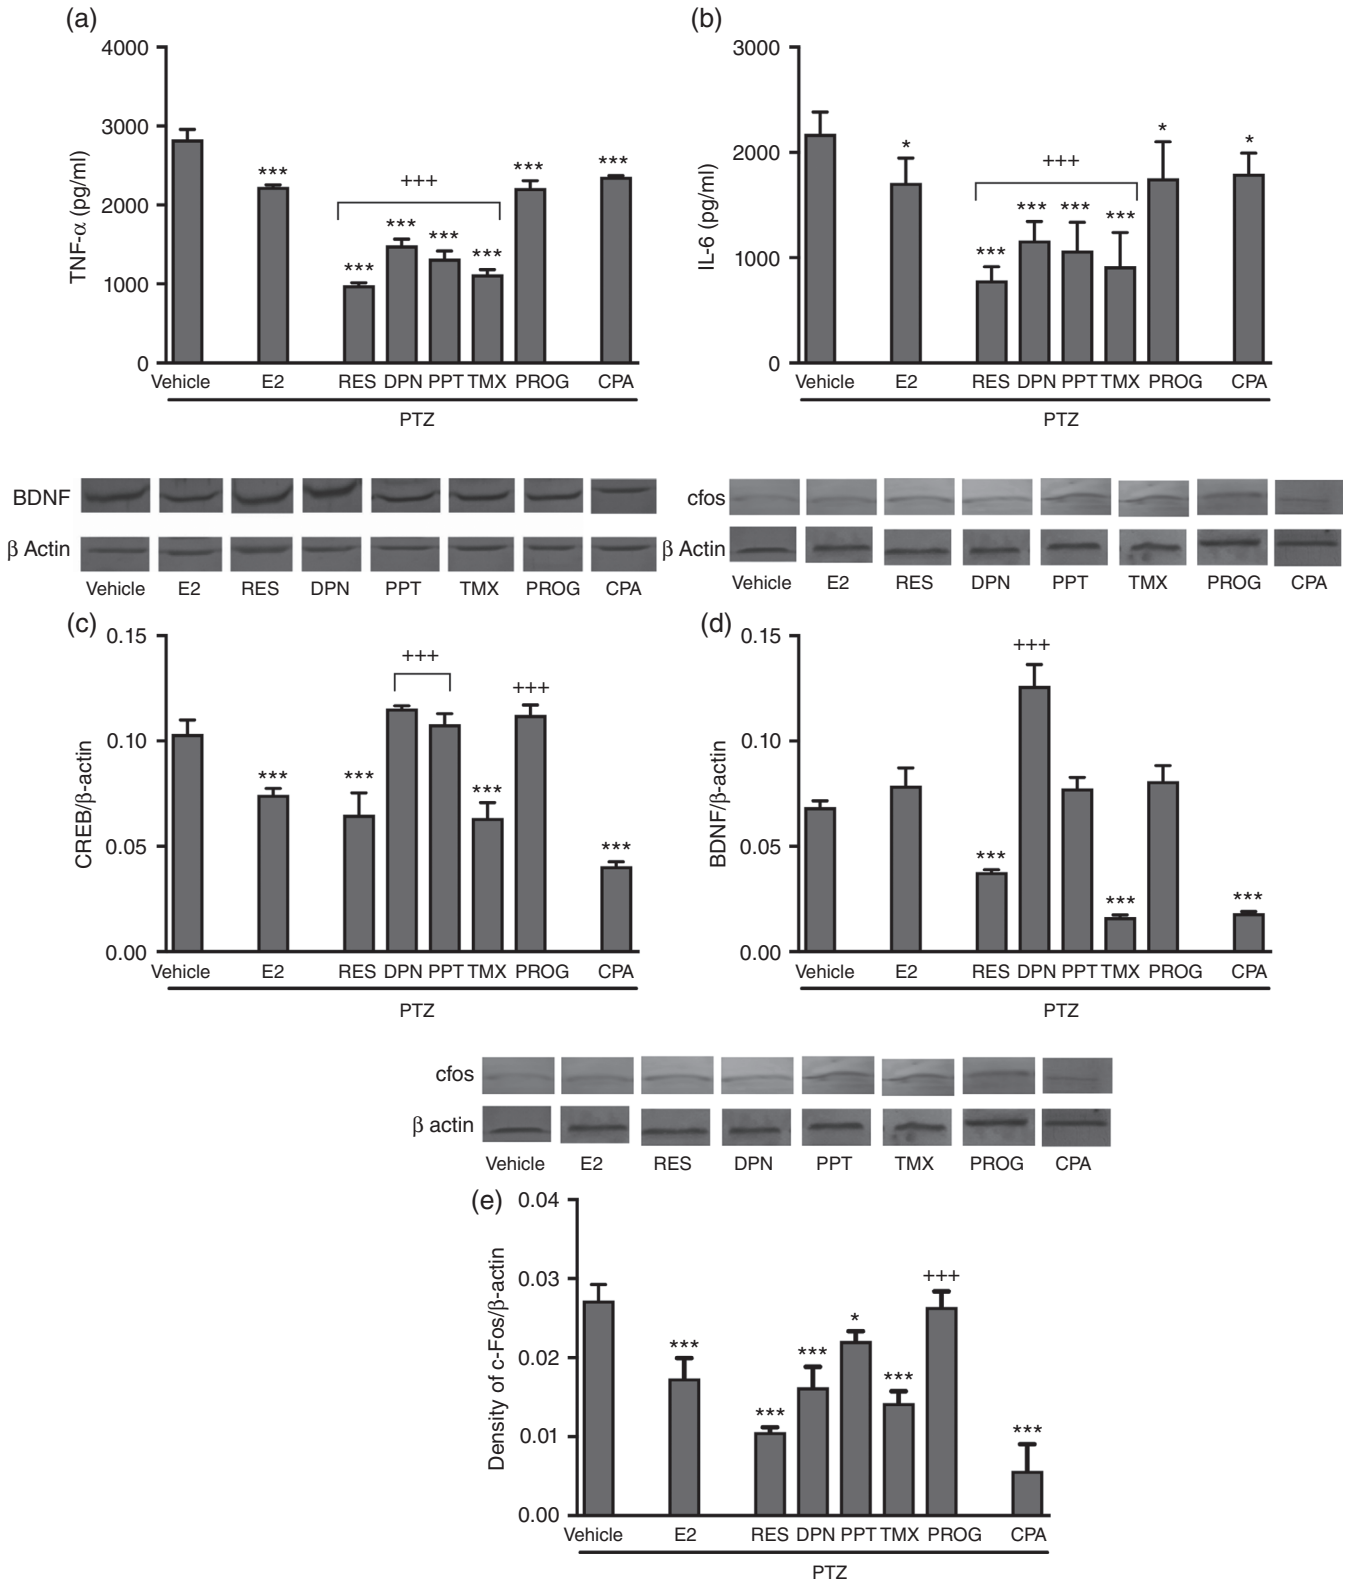 (a)
4000
3000
2000
1000
0
TNF-α (pg/ml)
***
***
***
***
***
+++
***
***
Vehicle E2 RES DPN PPT TMX PROG CPA
PTZ
(b)
3000
2000
1000
0
IL-6 (pg/ml)
*
***
***
***
***
+++
*
*
Vehicle E2 RES DPN PPT TMX PROG CPA
PTZ
BDNF
β Actin
Vehicle E2 RES DPN PPT TMX PROG CPA
cfos
β Actin
Vehicle E2 RES DPN PPT TMX PROG CPA
(c)
0.15
0.10
0.05
0.00
CREB/β-actin
***
***
+++
***
+++
***
Vehicle E2 RES DPN PPT TMX PROG CPA
PTZ
(d)
0.15
0.10
0.05
0.00
BDNF/β-actin
***
+++
***
***
Vehicle E2 RES DPN PPT TMX PROG CPA
PTZ
cfos
β actin
Vehicle E2 RES DPN PPT TMX PROG CPA
(e)
0.04
0.03
0.02
0.01
0.00
Density of c-Fos/β-actin
***
***
***
*
***
+++
***
Vehicle E2 RES DPN PPT TMX PROG CPA
PTZ